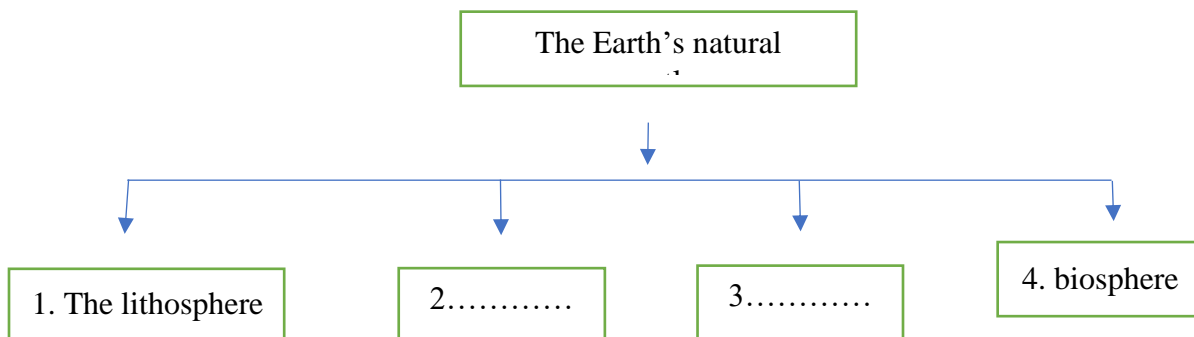 The Earth’s natural
1. The lithosphere
2…………
3…………
4. biosphere